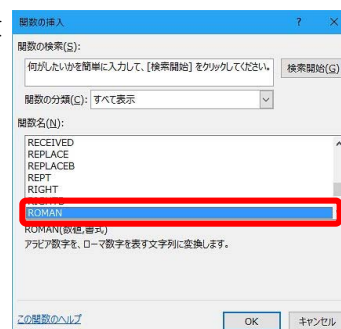 関数の挿入 ? ×
関数の検索(S):
何がしたいかを簡単に入力して、[検索開始] をクリックしてください。 検索開始(G)
関数の分類(C): すべて表示
関数名(N):
RECEIVED
REPLACE
REPLACEB
REPT
RIGHT
ROMAN
ROMAN(数値,書式)
アラビア数字を、ローマ数字を表す文字列に変換します。
この関数のヘルプ OK キャンセル